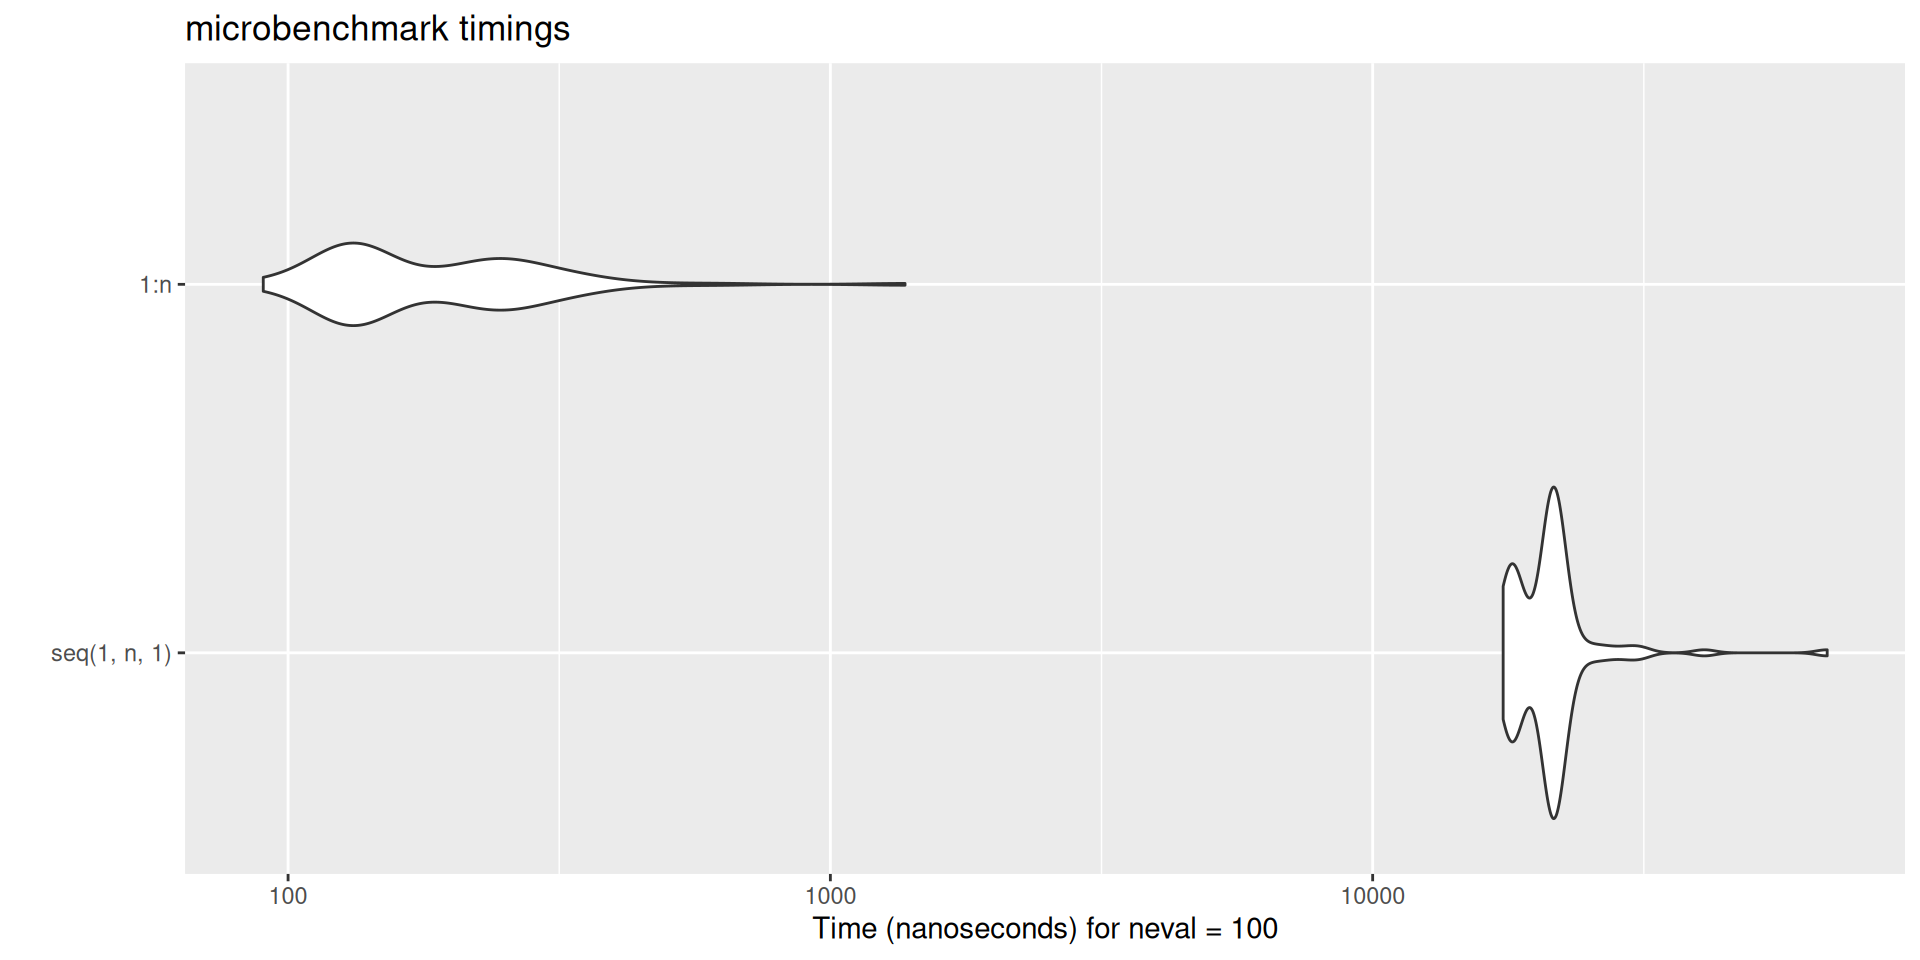 microbenchmark timings
1:n
seq(1, n, 1)
100 1000 10000
Time (nanoseconds) for neval = 100